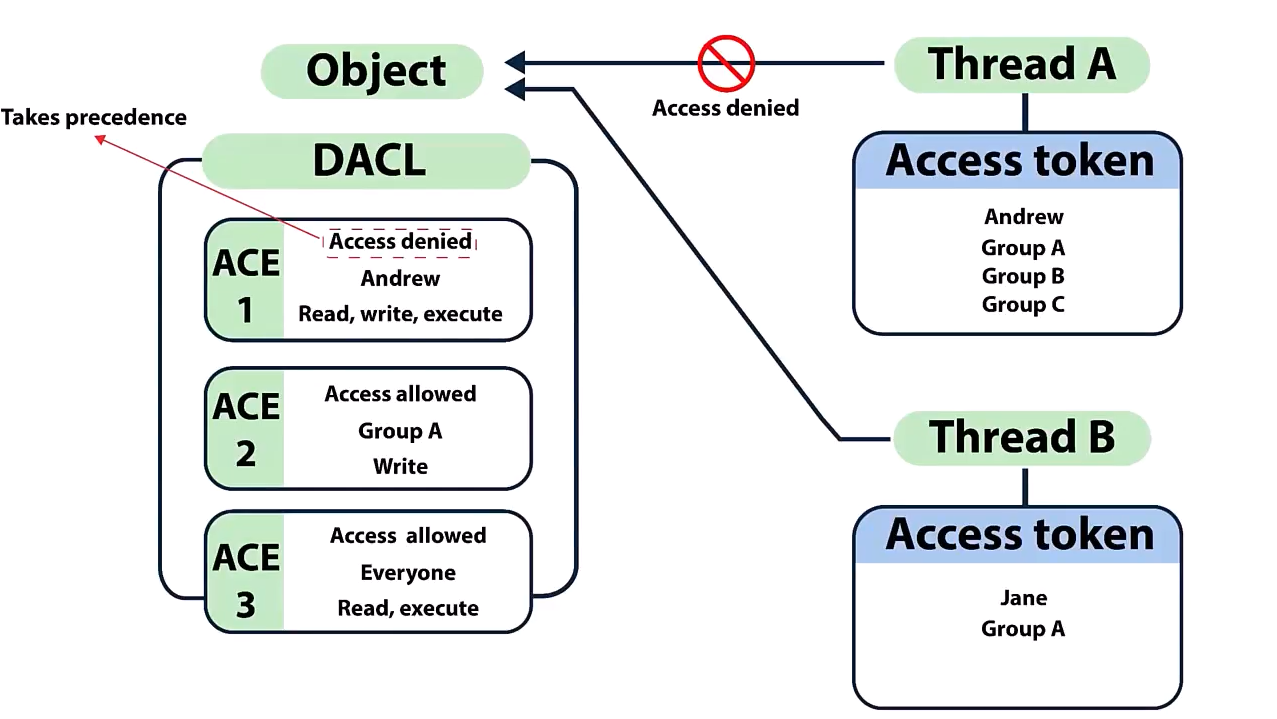 Object
Thread A
Access denied
Takes precedence
DACL
Access token
Andrew
Group A
Group B
Group C
ACE
1
Access denied
Andrew
Read, write, execute
ACE
2
Access allowed
Group A
Write
ACE
3
Access allowed
Everyone
Read, execute
Thread B
Access token
Jane
Group A